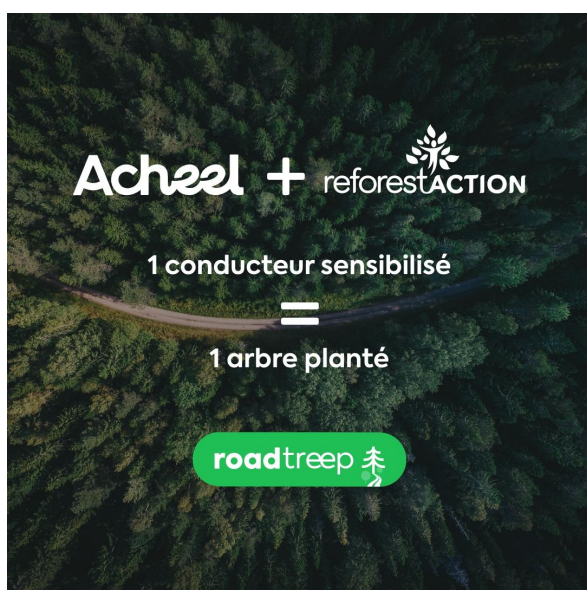 Acheel + reforestACTION
1 conducteur sensibilisé
=
1 arbre planté
roadtreep